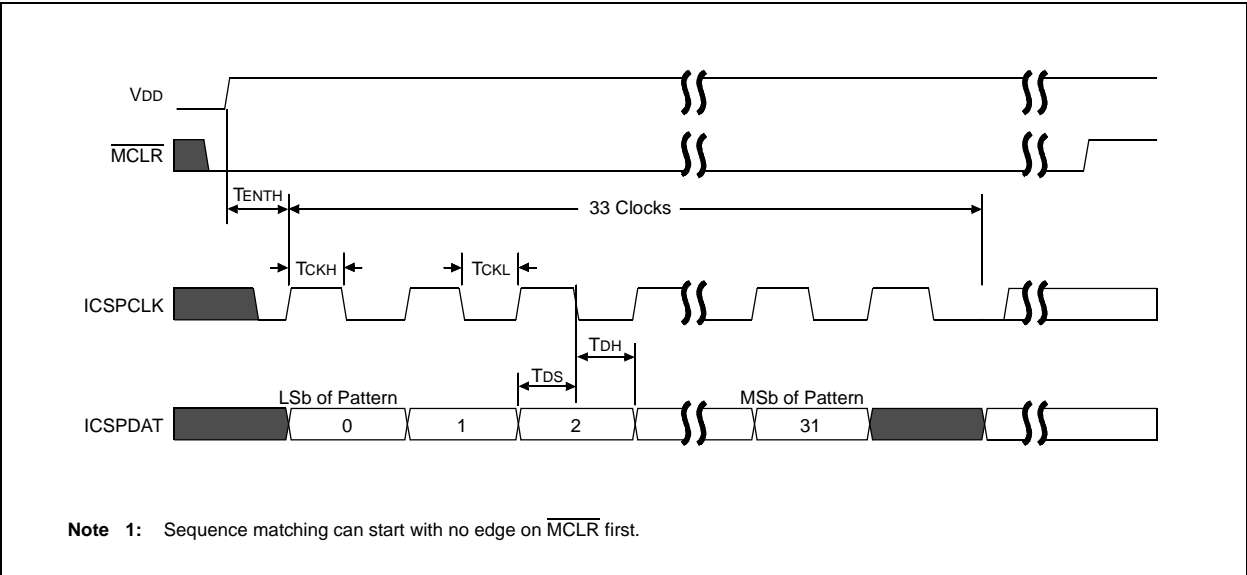 VDD
MCLR
TENTH
33 Clocks
TCKH
TCKL
ICSPCLK
TDH
TDS
LSb of Pattern
MSb of Pattern
ICSPDAT
0
1
2
31
Note 1: Sequence matching can start with no edge on MCLR first.